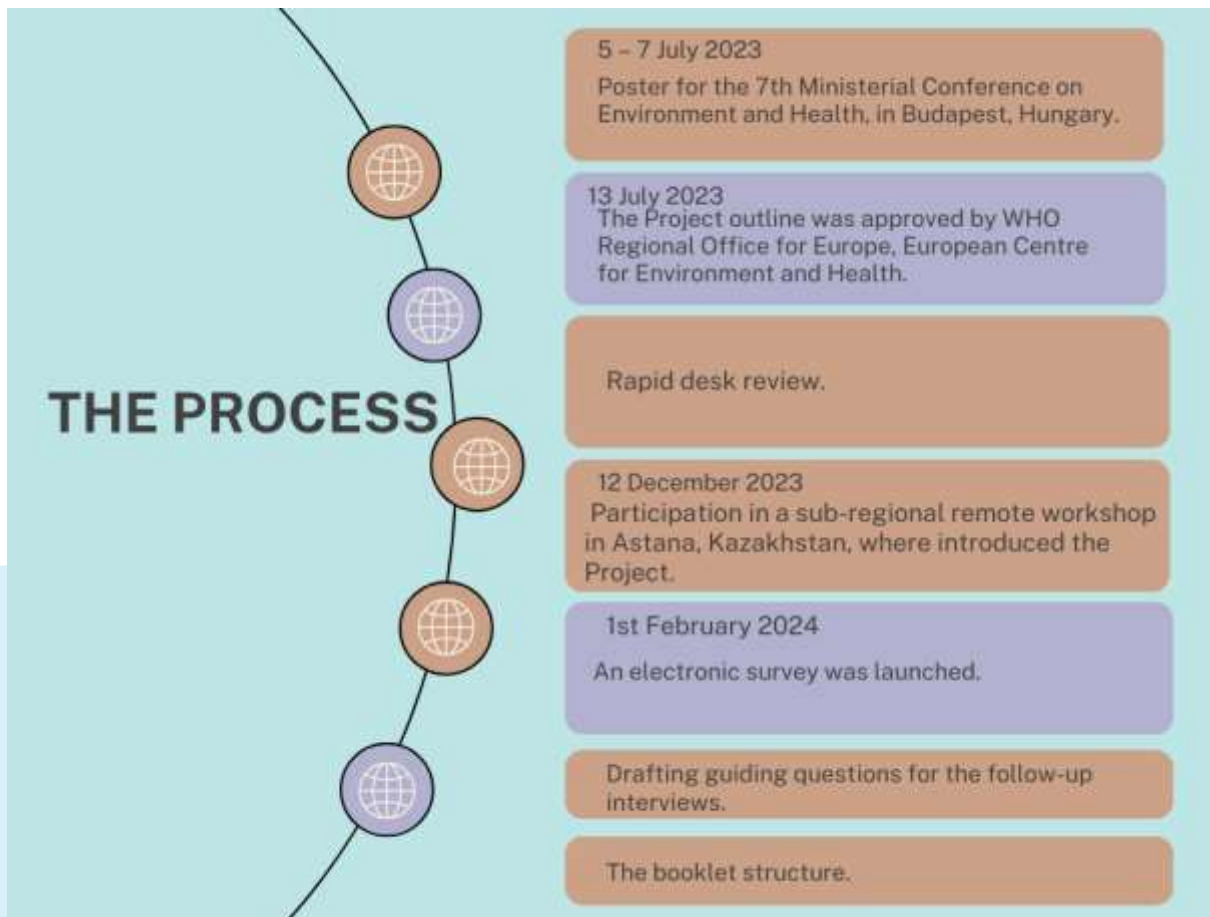 THE PROCESS
5 – 7 July 2023
Poster for the 7th Ministerial Conference on
Environment and Health, in Budapest, Hungary.
13 July 2023
The Project outline was approved by WHO
Regional Office for Europe, European Centre
for Environment and Health.
Rapid desk review.
12 December 2023
Participation in a sub-regional remote workshop
in Astana, Kazakhstan, where introduced the
Project.
1st February 2024
An electronic survey was launched.
Drafting guiding questions for the follow-up
interviews.
The booklet structure.